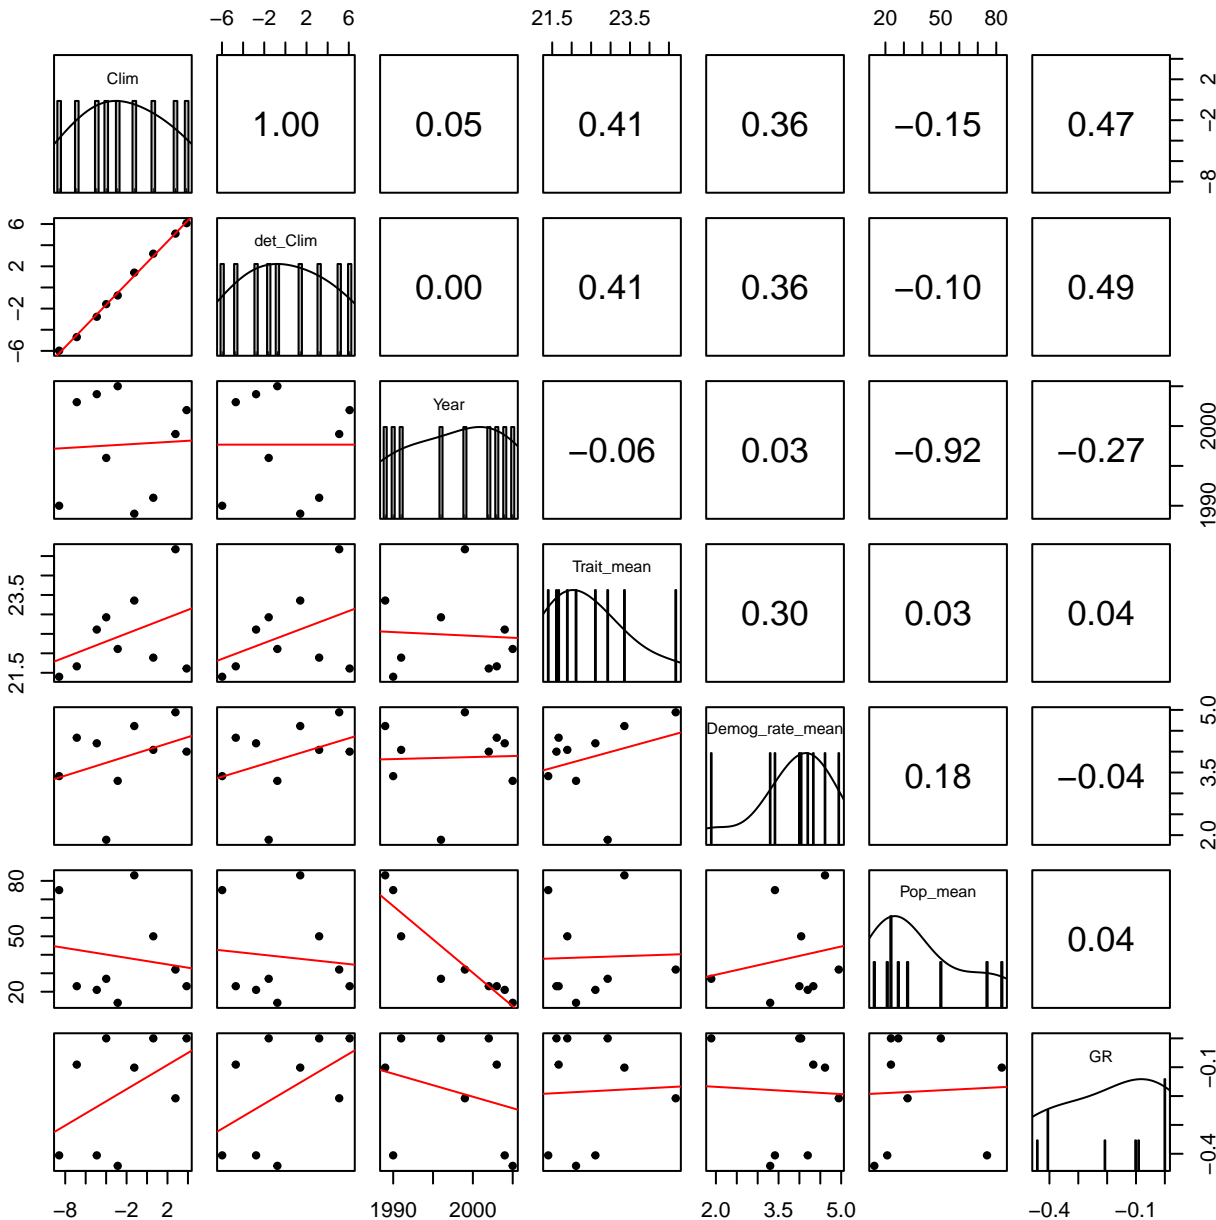 −6 −2 2 6 21.5 23.5 20 50 80
Clim 1.00 0.05 0.41 0.36 −0.15 0.47 −8 −2 2
−6 −2 2 6 det_Clim 0.00 0.41 0.36 −0.10 0.49
Year −0.06 0.03 −0.92 −0.27 1990 2000
21.5 23.5 Trait_mean 0.30 0.03 0.04
Demog_rate_mean 0.18 −0.04 2.0 3.5 5.0
20 50 80 Pop_mean 0.04
GR −0.4 −0.1
−8 −2 2 1990 2000 2.0 3.5 5.0 −0.4 −0.1